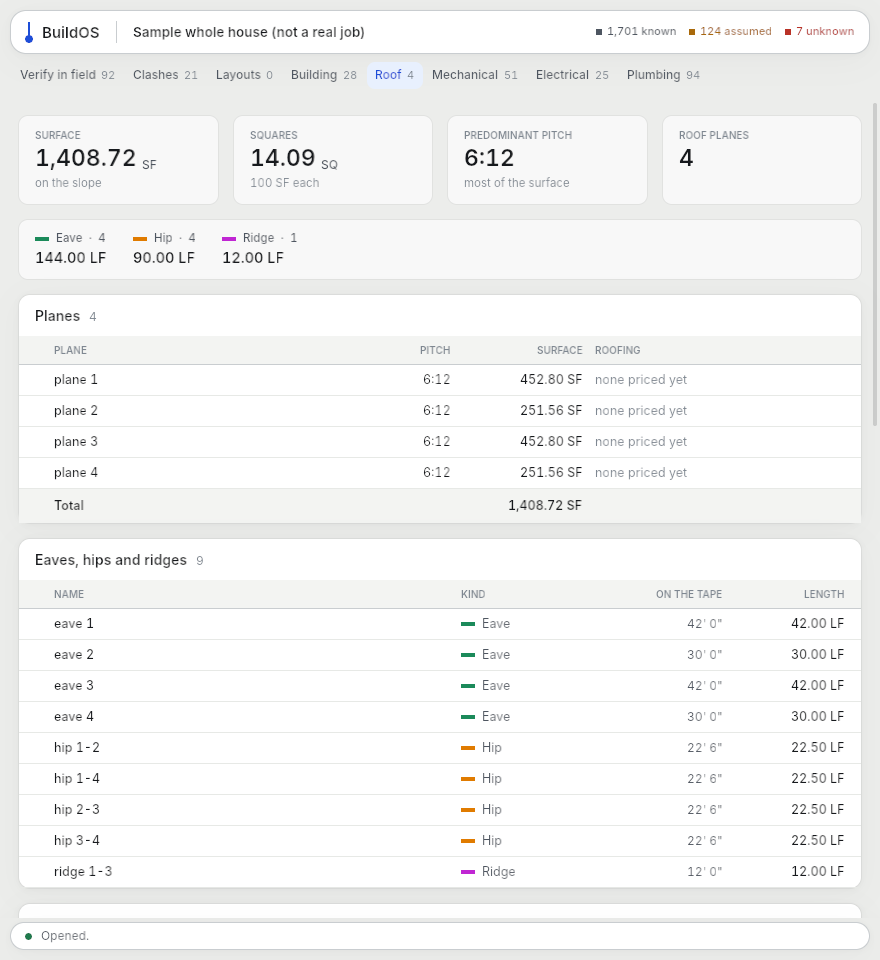 BuildOS Sample whole house (not a real job) 1,701 known 124 assumed 7 unknown
Verify in field 92 Clashes 21 Layouts 0 Building 28 Roof 4 Mechanical 51 Electrical 25 Plumbing 94
SURFACE SQUARES PREDOMINANT PITCH ROOF PLANES
1,408.72 SF 14.09 SQ 6:12 4
on the slope 100 SF each most of the surface
Eave · 4 Hip · 4 Ridge · 1
144.00 LF 90.00 LF 12.00 LF
Planes 4
PLANE PITCH SURFACE ROOFING
plane 1 6:12 452.80 SF none priced yet
plane 2 6:12 251.56 SF none priced yet
plane 3 6:12 452.80 SF none priced yet
plane 4 6:12 251.56 SF none priced yet
Total 1,408.72 SF
Eaves, hips and ridges 9
NAME KIND ON THE TAPE LENGTH
eave 1 Eave 42' 0" 42.00 LF
eave 2 Eave 30' 0" 30.00 LF
eave 3 Eave 42' 0" 42.00 LF
eave 4 Eave 30' 0" 30.00 LF
hip 1-2 Hip 22' 6" 22.50 LF
hip 1-4 Hip 22' 6" 22.50 LF
hip 2-3 Hip 22' 6" 22.50 LF
hip 3-4 Hip 22' 6" 22.50 LF
ridge 1-3 Ridge 12' 0" 12.00 LF
Opened.